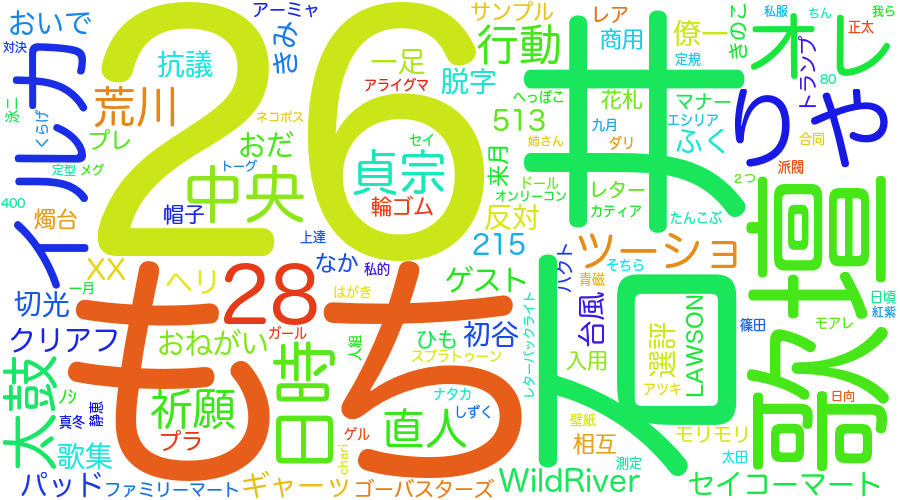 アーミャ
サンプル
レア
きのこ
私服
ちん
我ら
おいで
対決
カ
26
井
オレ
正太
きみ
一足
行動
商用
僚一
定規
トランプ
抗議
アライグマ
脱字
荒川
ネコポス
へっぽこ
花札
マナー
80
りや
泳ニ
くらげ
プレ
おだ
セイ
513
九月
エシリア
合同
イルカ
定型
メグ
トーグ
中央
貞宗
来月
姉さん
ダリ
ふく
派閥
400
燭台
帽子
輪ゴム
ドール
オンリーコン
反対
レター
カティア
たんこぶ
2つ
歌壇
上達
215
ツーショ
XX
ヘリ
28
なか
私的
ゲスト
ハクト
そちら
青磁
日頃
紅紫
切光
一月
はがき
もち
台風
石
LAWSON
篠田
モアレ
クリアフ
おねがい
ガール
人組
ひも
初谷
レターパックライト
入用
選評
スプラトゥーン
アツキ
太鼓
日時
祈願
ナタカ
しずく
日向
真冬
静思
プラ
ゲル
直人
壁紙
相互
モリモリ
歌集
chari
測定
太田
パッド
ファミリーマート
ギャーッ
ゴーバスターズ
WildRiver
セイコーマート